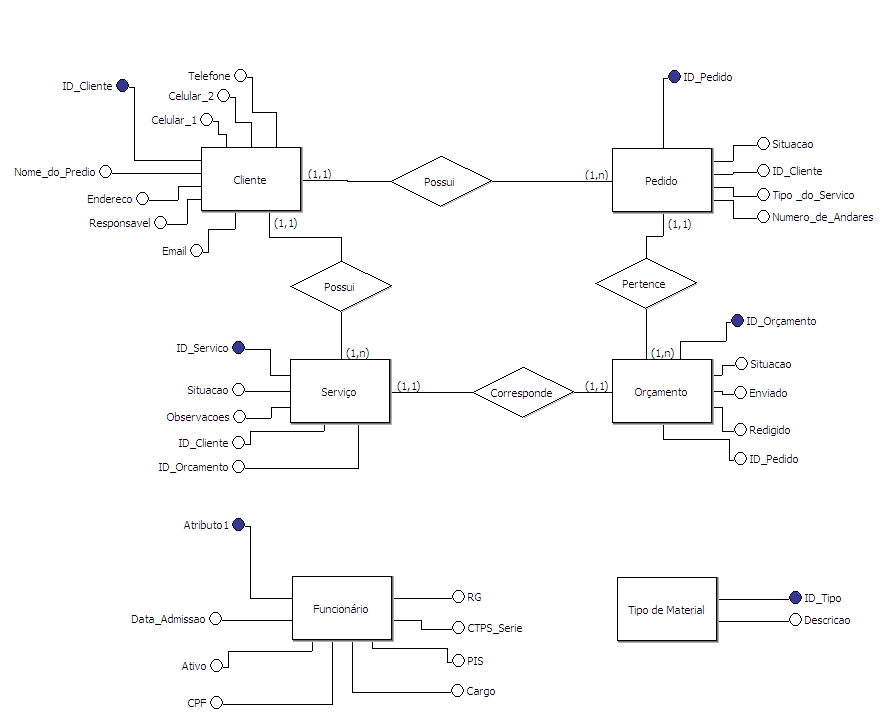 Telefone
ID_Cliente
Celular_2
Celular_1
Nome_do_Predio
Endereco
Responsavel
Email
Cliente
(1,1)
(1,1)
Possui
(1,n)
ID_Pedido
Pedido
Situacao
ID_Cliente
Tipo _do_Servico
Numero_de_Andares
(1,1)
Possui
Pertence
(1,n)
(1,n)
ID_Servico
Situacao
Observacoes
ID_Cliente
ID_Orcamento
Serviço
(1,1)
Corresponde
(1,1)
Orçamento
ID_Orçamento
Situacao
Enviado
Redigido
ID_Pedido
Atributo1
Data_Admissao
Ativo
CPF
Funcionário
RG
CTPS_Serie
PIS
Cargo
Tipo de Material
ID_Tipo
Descricao